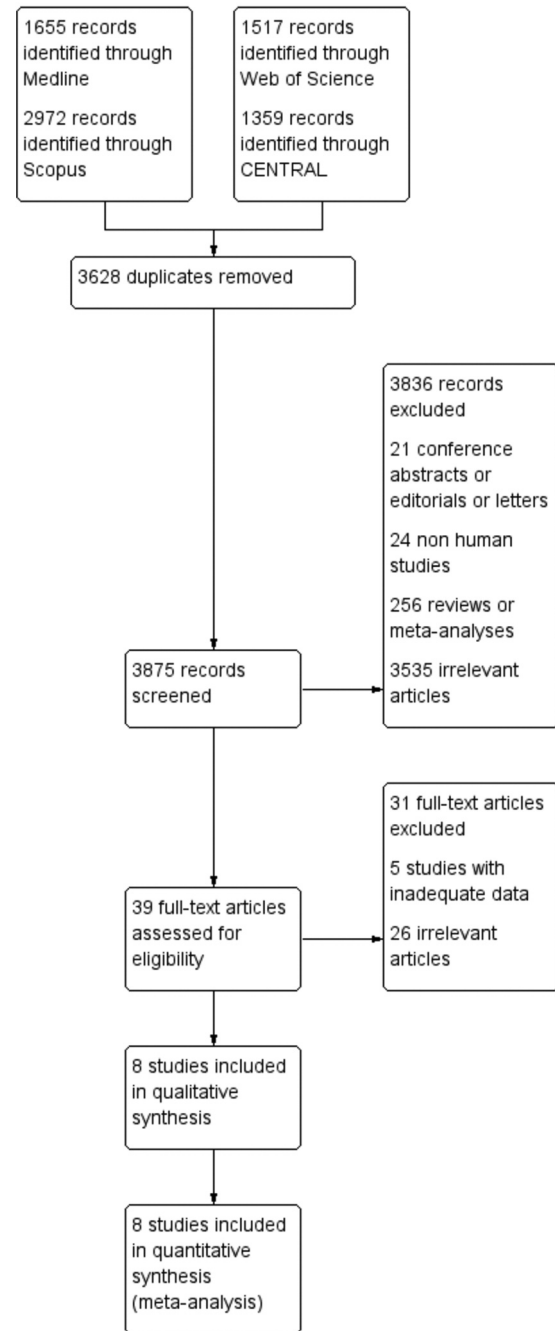 1655 records
identified through
Medline
2972 records
identified through
Scopus
1517 records
identified through
Web of Science
1359 records
identified through
CENTRAL
3628 duplicates removed
3836 records
excluded
21 conference
abstracts or
editorials or letters
24 non human
studies
256 reviews or
meta-analyses
3535 irrelevant
articles
3875 records
screened
31 full-text articles
excluded
5 studies with
inadequate data
26 irrelevant
articles
39 full-text articles
assessed for
eligibility
8 studies included
in qualitative
synthesis
8 studies included
in quantitative
synthesis
(meta-analysis)